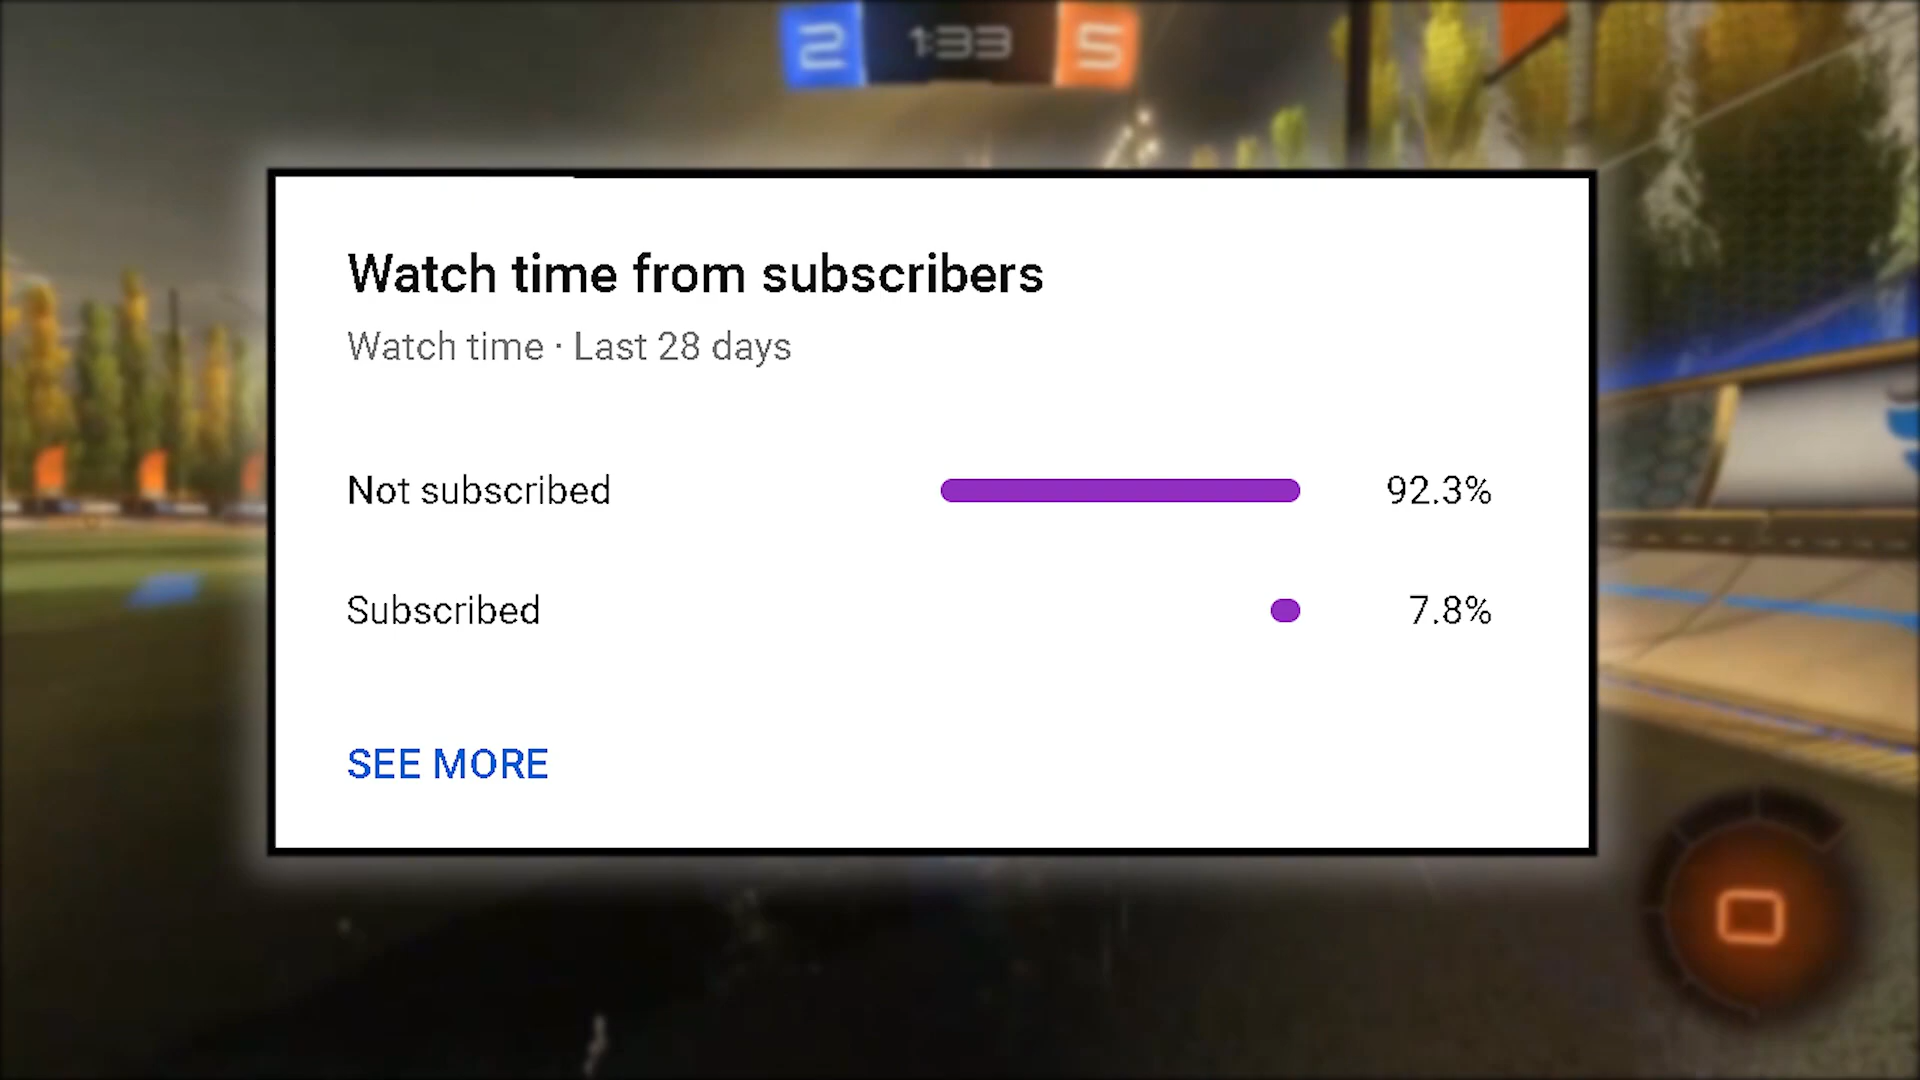 2 1:33 5
Watch time from subscribers
Watch time · Last 28 days
Not subscribed 92.3%
Subscribed 7.8%
SEE MORE
0